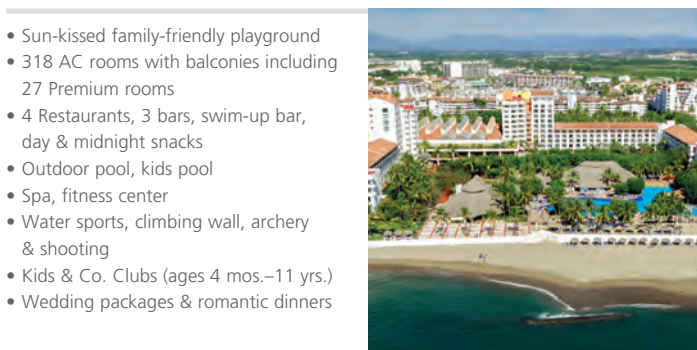 • Sun-kissed family-friendly playground
• 318 AC rooms with balconies including
27 Premium rooms
• 4 Restaurants, 3 bars, swim-up bar,
day & midnight snacks
• Outdoor pool, kids pool
• Spa, fitness center
• Water sports, climbing wall, archery
& shooting
• Kids & Co. Clubs (ages 4 mos.–11 yrs.)
• Wedding packages & romantic dinners